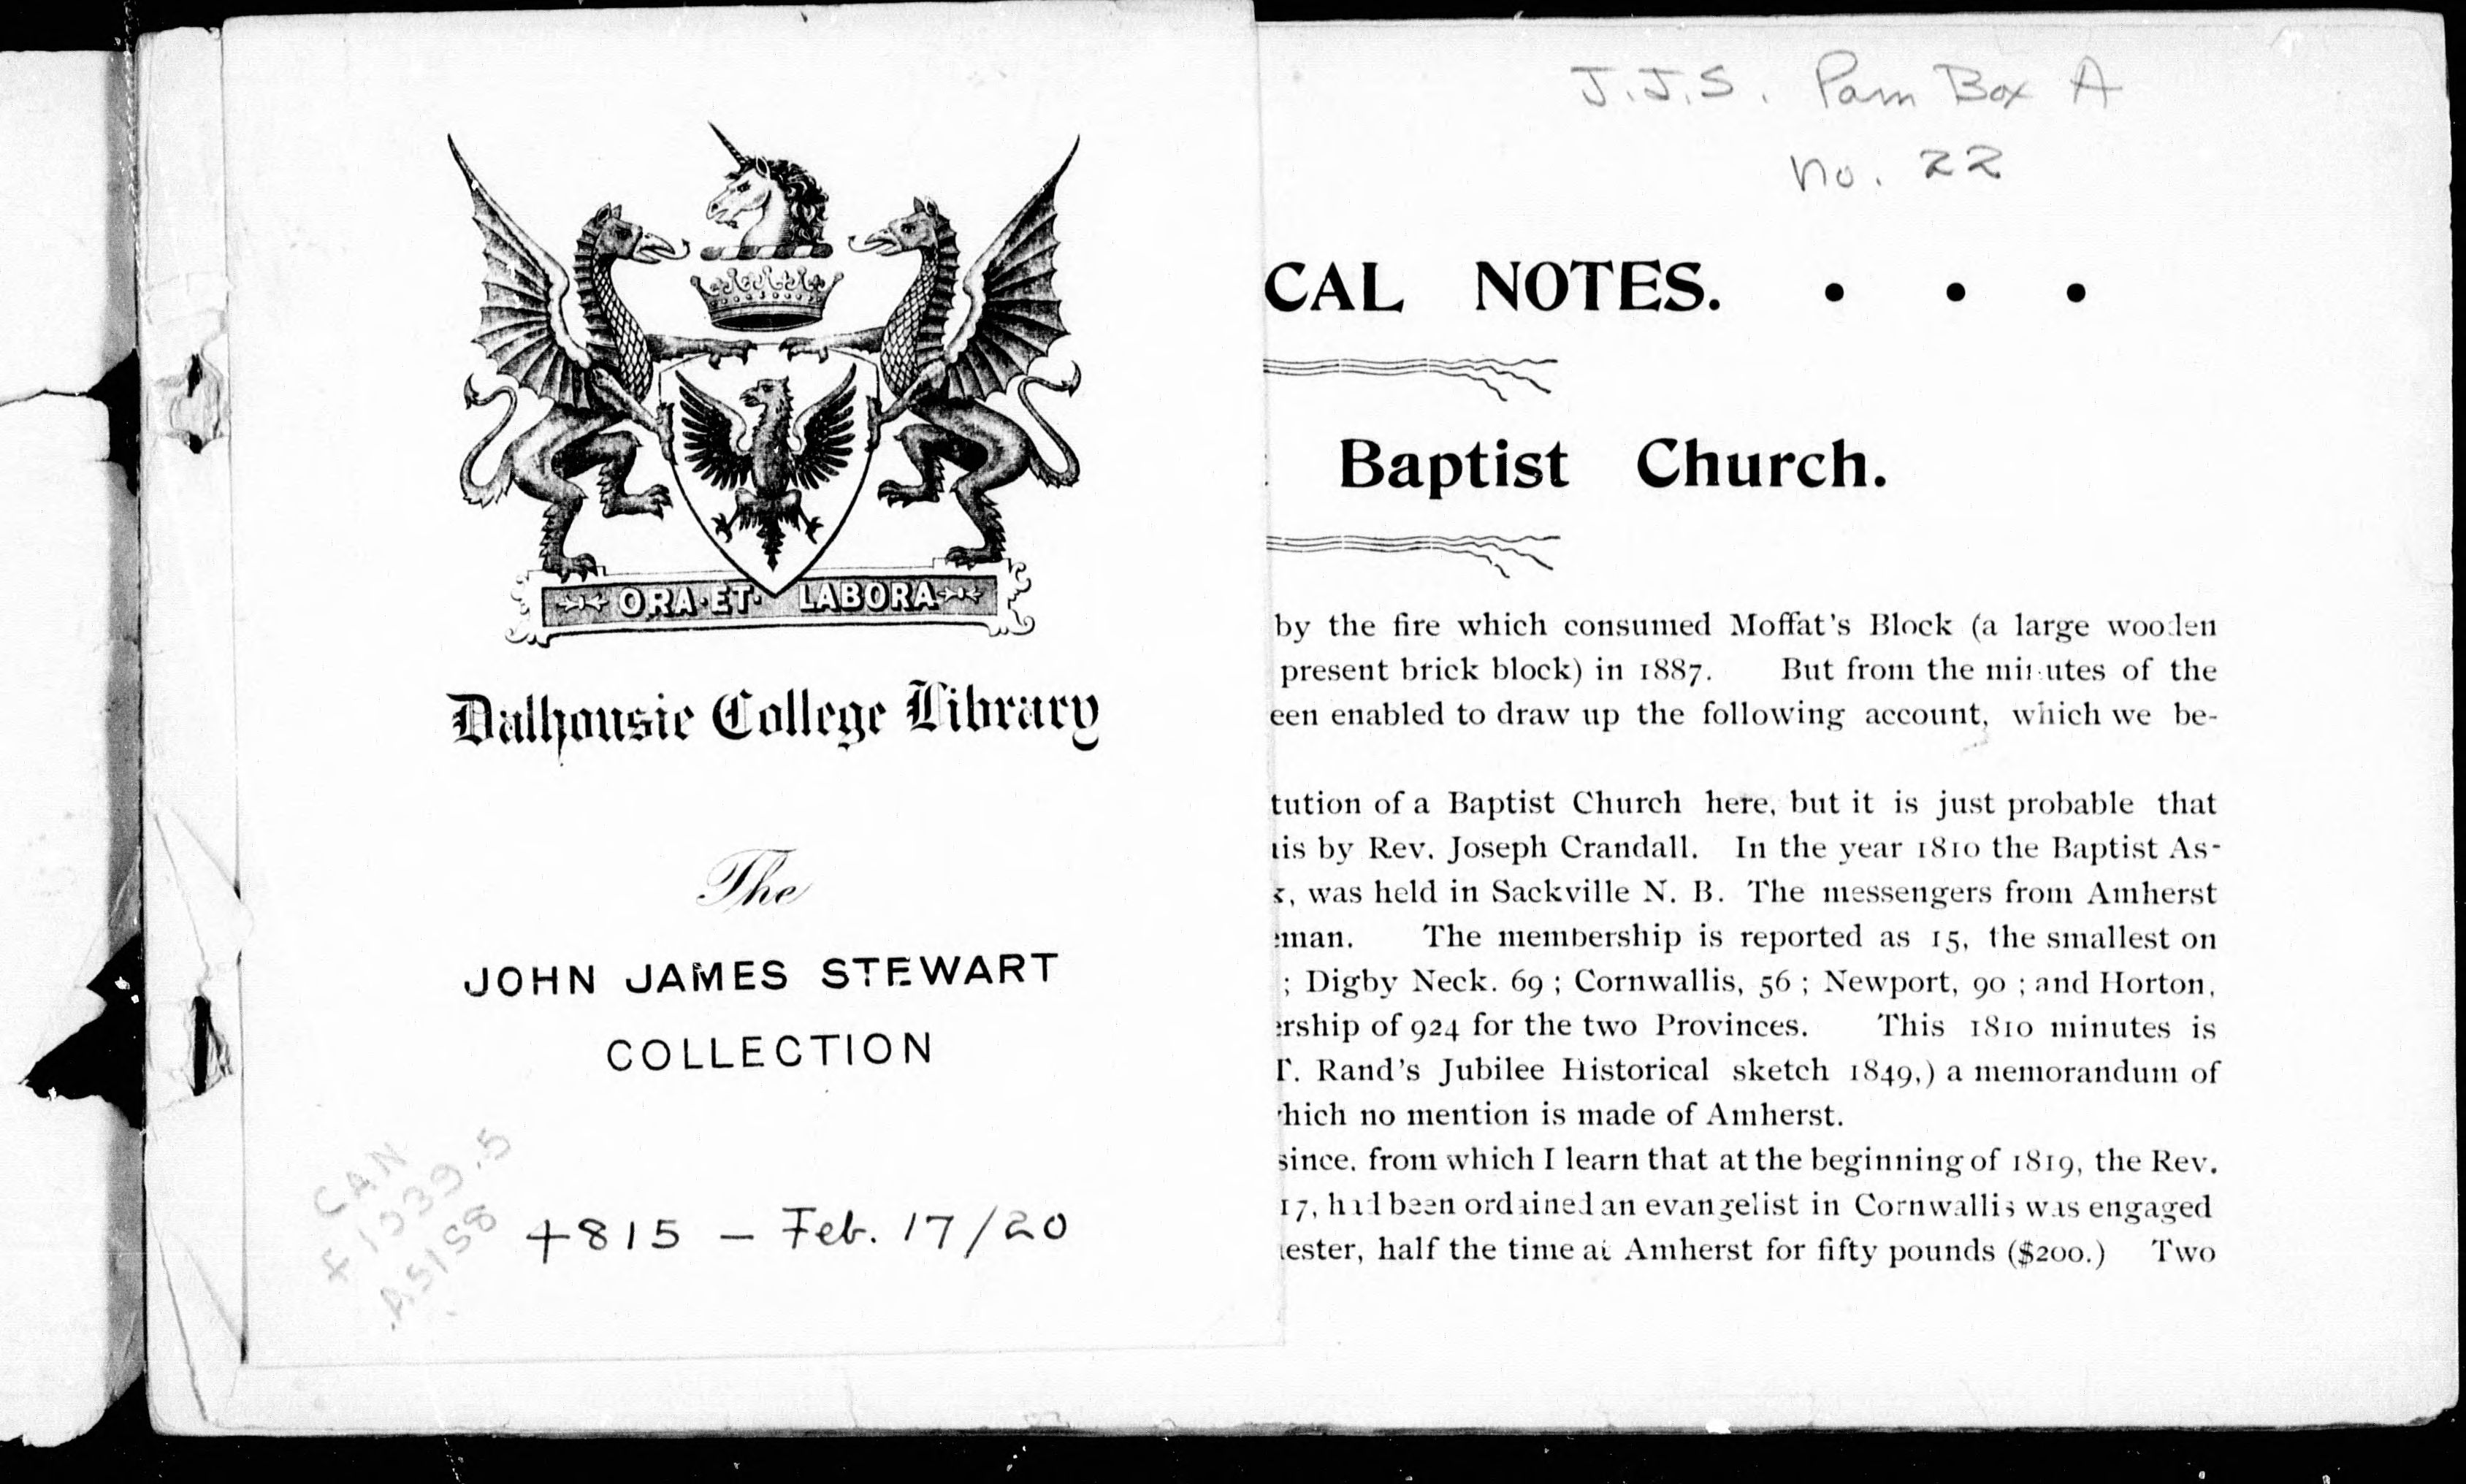 ORA·ET· LABORA
Dalhousie College Library
The
JOHN JAMES STEWART
COLLECTION
+815 – Feb. 17/20
CAN
F1039.5
.A5158
J.J.S. Pam Box A
no. 22
CAL NOTES. • • •
Baptist Church.
by the fire which consumed Moffat's Block (a large wooden
present brick block) in 1887. But from the minutes of the
een enabled to draw up the following account, which we be-
tution of a Baptist Church here, but it is just probable that
is by Rev. Joseph Crandall. In the year 1810 the Baptist As-
, was held in Sackville N. B. The messengers from Amherst
man. The membership is reported as 15, the smallest on
; Digby Neck. 69 ; Cornwallis, 56 ; Newport, 90 ; and Horton,
rship of 924 for the two Provinces. This 1810 minutes is
T. Rand's Jubilee Historical sketch 1849,) a memorandum of
hich no mention is made of Amherst.
since. from which I learn that at the beginning of 1819, the Rev.
17, had been ordained an evangelist in Cornwallis was engaged
ester, half the time at Amherst for fifty pounds ($200.) Two